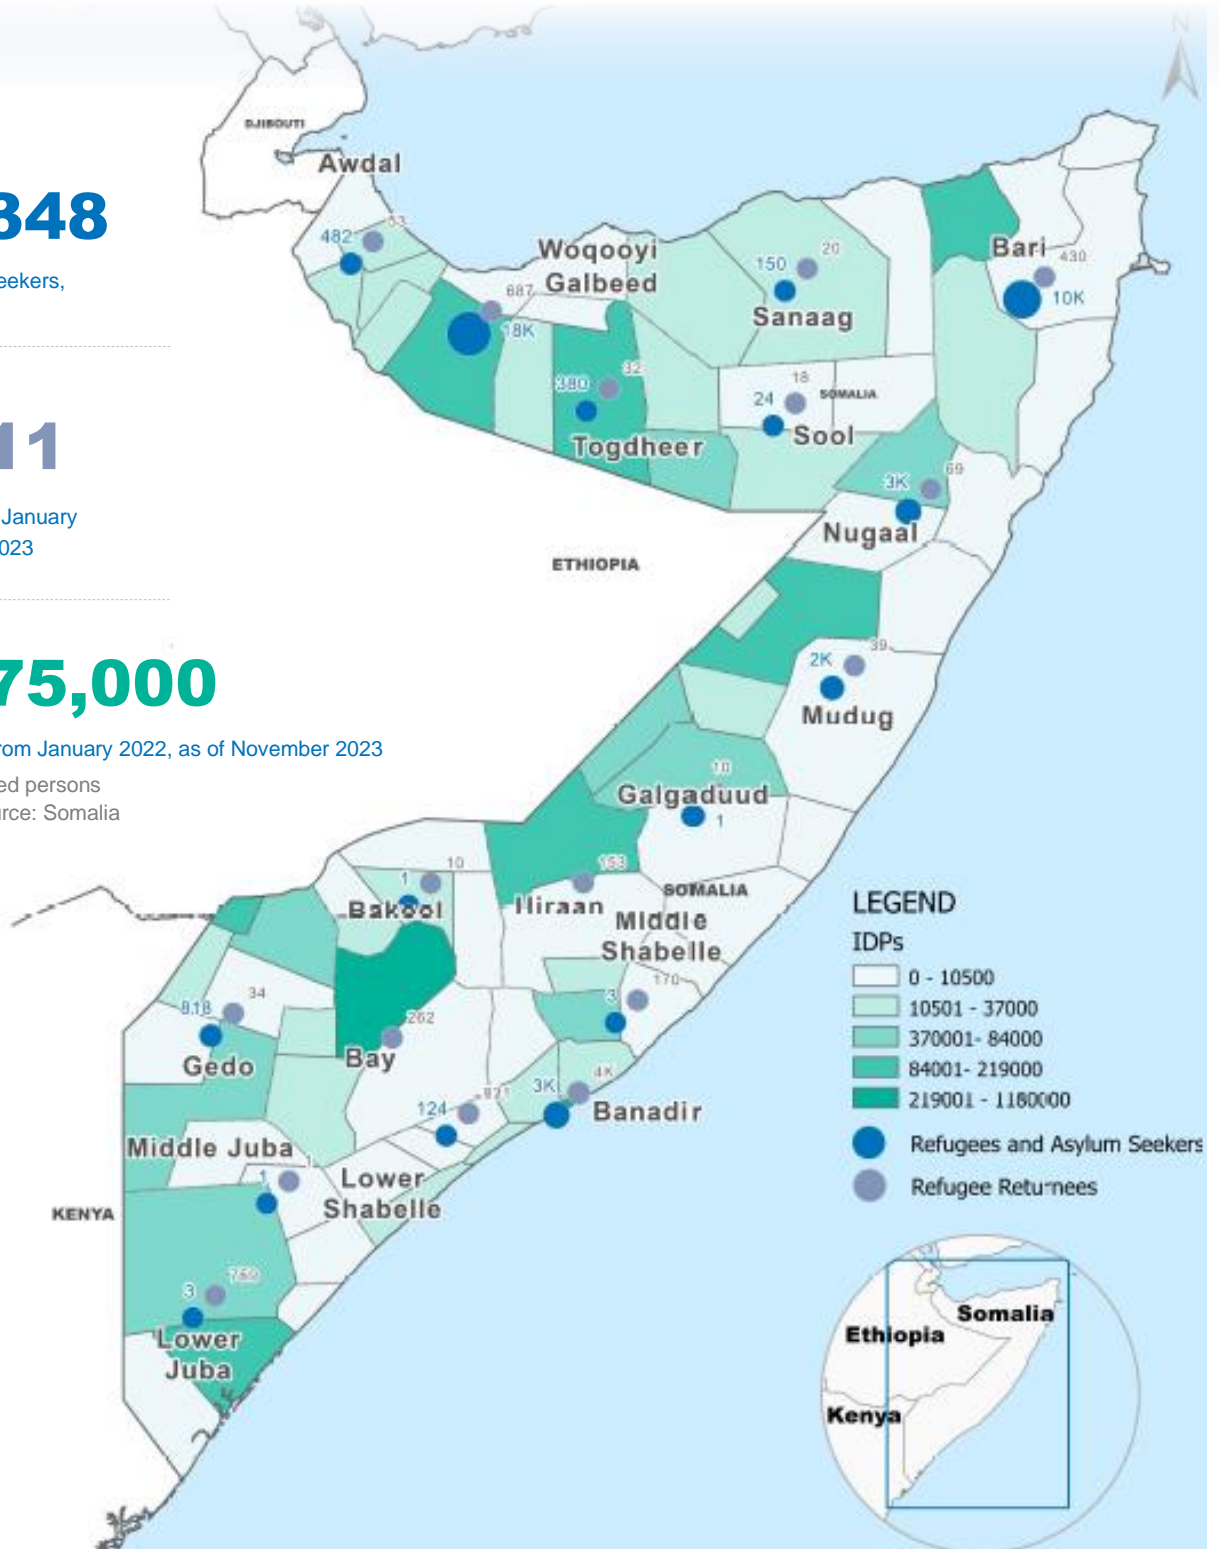 N
DJIBOUTI
Awdal
53
482
348
eekers,
Woqooyi
Galbeed
687
18K
150
20
Sanaag
Bari
430
10K
380
32
Togdheer
18
24
SOMALIA
Sool
11
January
023
3K
69
Nugaal
ETHIOPIA
75,000
rom January 2022, as of November 2023
ed persons
urce: Somalia
39
2K
Mudug
10
Galgaduud
1
10
1
Bakool
153
Hiraan
SOMALIA
Middle
Shabelle
170
3
LEGEND
IDPs
0 - 10500
10501 - 37000
370001- 84000
84001- 219000
219001 - 1180000
Refugees and Asylum Seekers
Refugee Returnees
34
818
Gedo
262
Bay
4K
3K
Banadir
921
124
Middle Juba
1
1
Lower
Shabelle
KENYA
3
Lower
Juba
Somalia
Ethiopia
Kenya